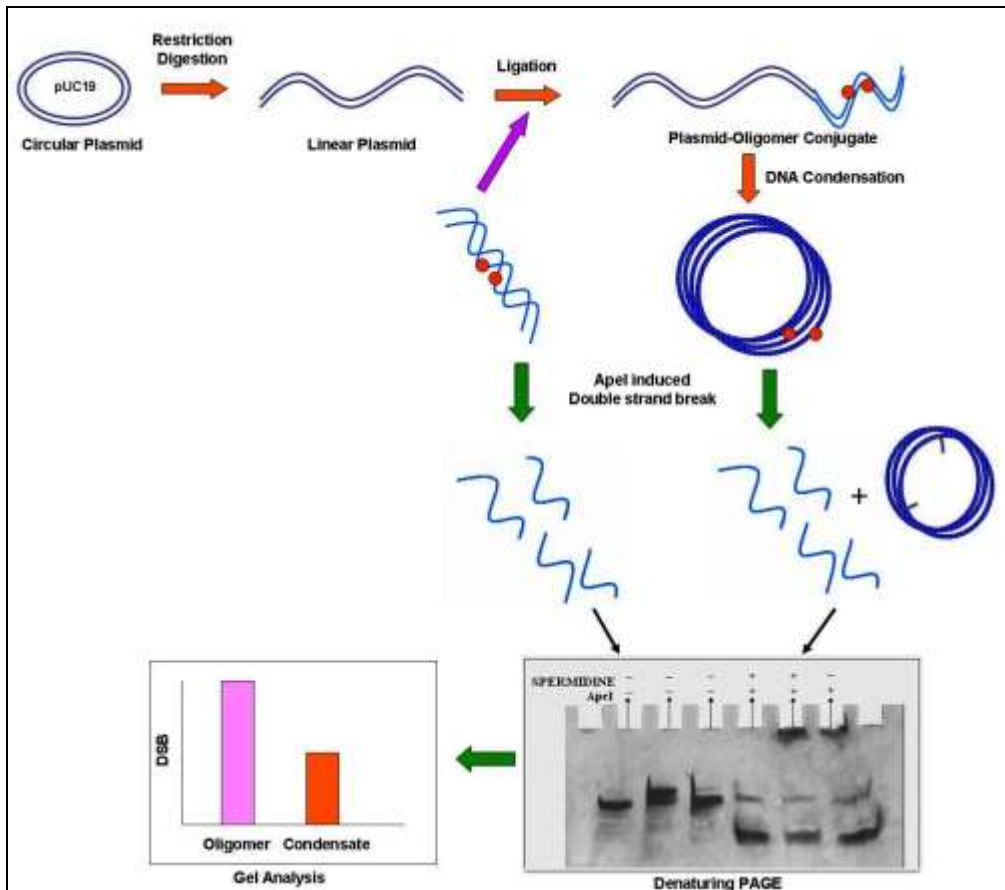 Restriction
Digestion
pUC19
Circular Plasmid
Linear Plasmid
Ligation
Plasmid-Oligomer Conjugate
DNA Condensation
ApeI induced
Double strand break
+
SPERMIDINE - - - + + +
ApeI - - - + + +
DSB
Oligomer Condensate
Gel Analysis
Denaturing PAGE